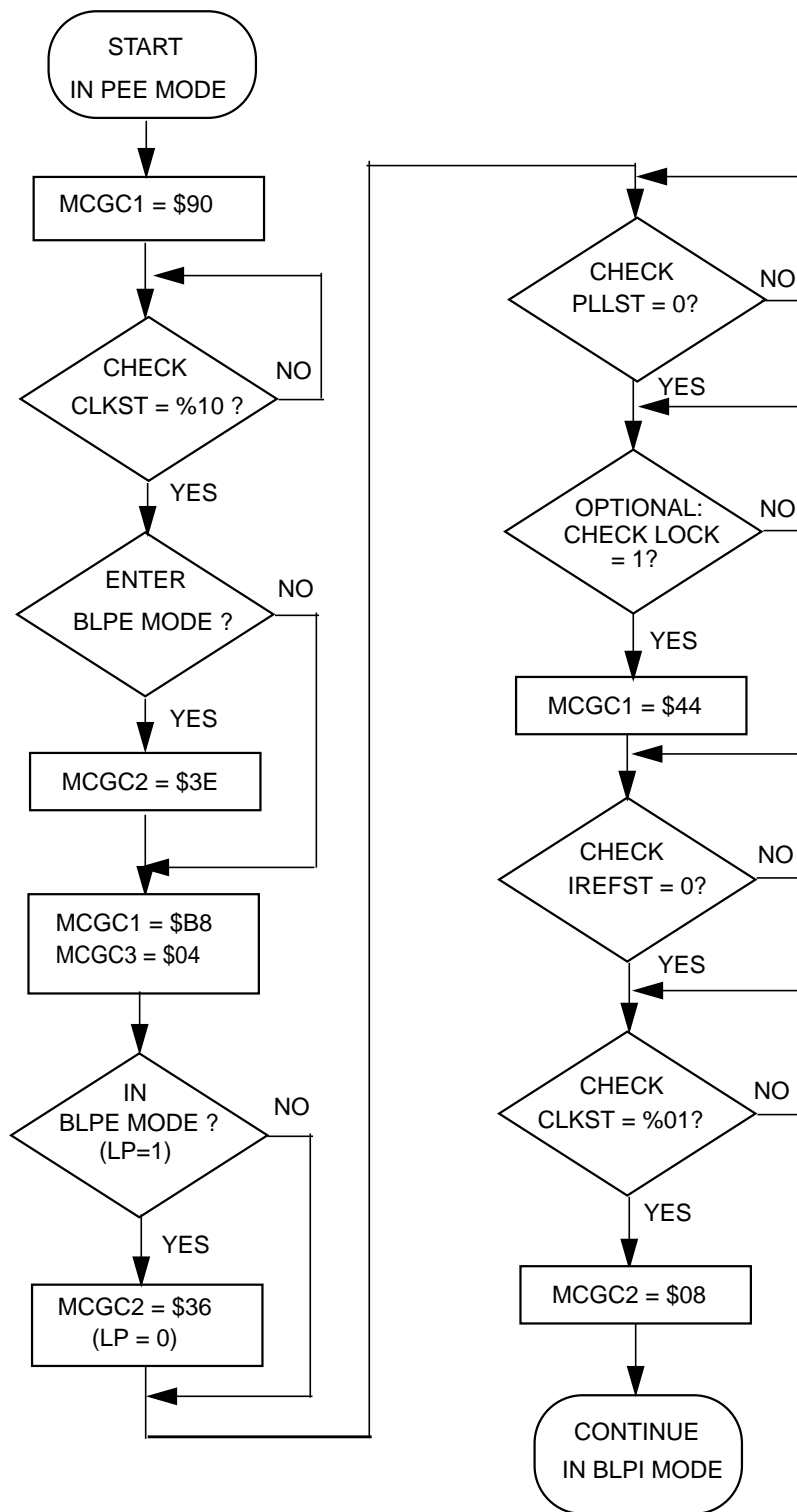 START
IN PEE MODE
MCGC1 = $90
CHECK
CLKST = %10 ?
NO
YES
ENTER
BLPE MODE ?
NO
YES
MCGC2 = $3E
MCGC1 = $B8
MCGC3 = $04
IN
BLPE MODE ?
(LP=1)
NO
YES
MCGC2 = $36
(LP = 0)
CHECK
PLLST = 0?
NO
YES
OPTIONAL:
CHECK LOCK
= 1?
NO
YES
MCGC1 = $44
CHECK
IREFST = 0?
NO
YES
CHECK
CLKST = %01?
NO
YES
MCGC2 = $08
CONTINUE
IN BLPI MODE